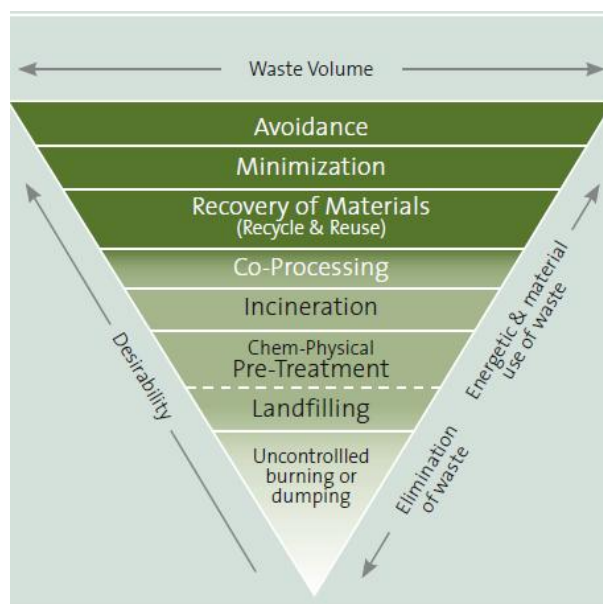 Waste Volume
Avoidance
Minimization
Recovery of Materials
(Recycle & Reuse)
Co-Processing
Incineration
Chem-Physical
Pre-Treatment
Landfilling
Uncontrollled
burning or
dumping
Desirability
Energetic & material
use of waste
Elimination
of waste